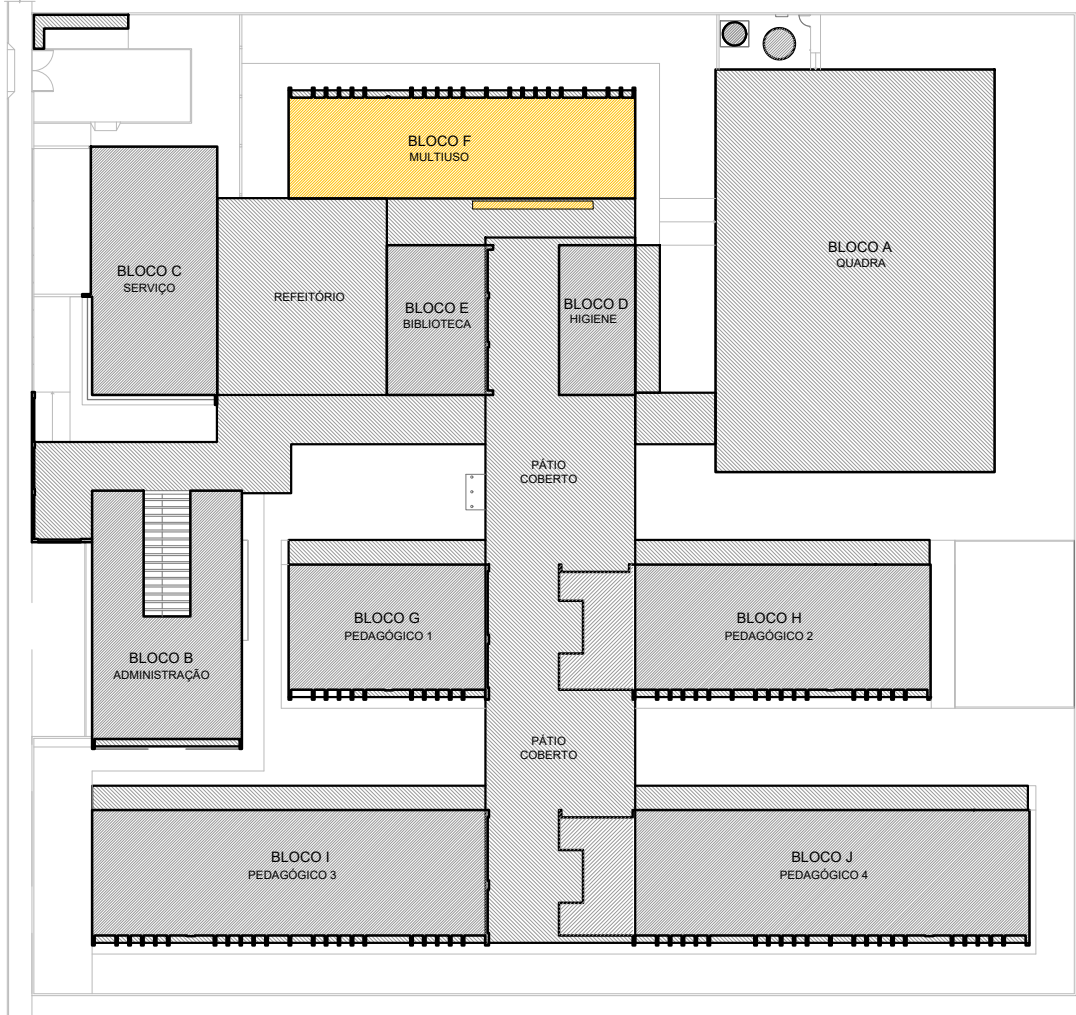 BLOCO F
MULTIUSO
BLOCO A
QUADRA
BLOCO C
SERVIÇO
REFEITÓRIO
BLOCO E
BIBLIOTECA
BLOCO D
HIGIENE
PÁTIO
COBERTO
BLOCO G
PEDAGÓGICO 1
BLOCO H
PEDAGÓGICO 2
BLOCO B
ADMINISTRAÇÃO
PÁTIO
COBERTO
BLOCO I
PEDAGÓGICO 3
BLOCO J
PEDAGÓGICO 4